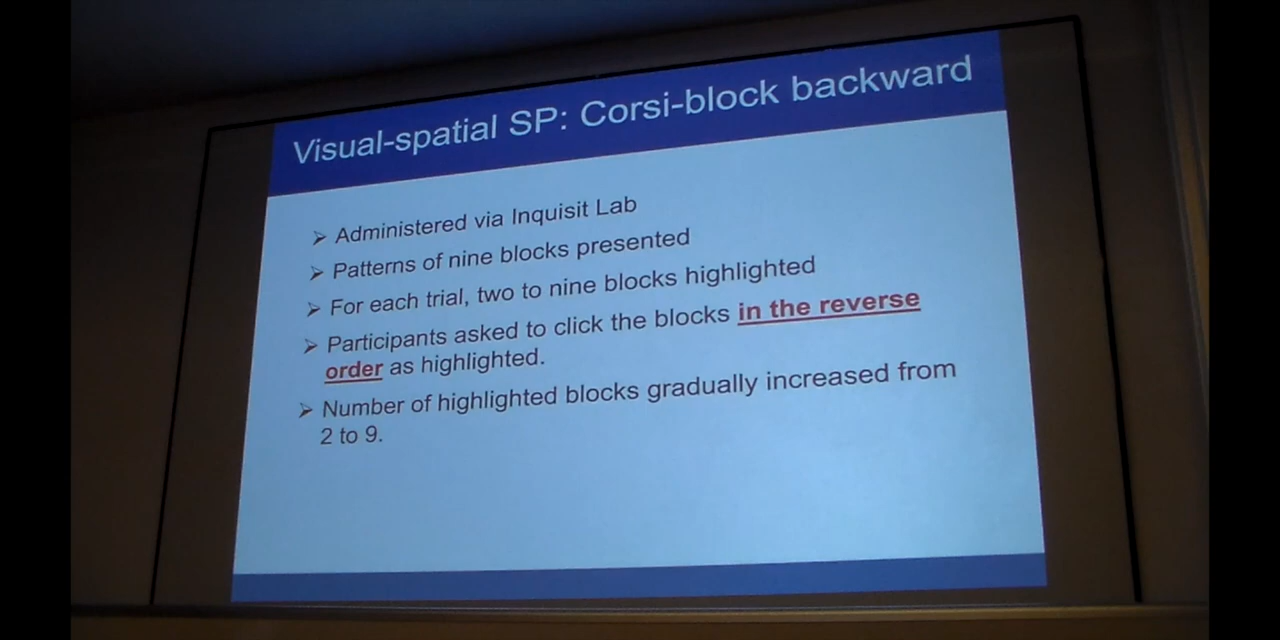 Visual-spatial SP: Corsi-block backward
➢ Administered via Inquisit Lab
➢ Patterns of nine blocks presented
➢ For each trial, two to nine blocks highlighted
➢ Participants asked to click the blocks in the reverse
order as highlighted.
➢ Number of highlighted blocks gradually increased from
2 to 9.